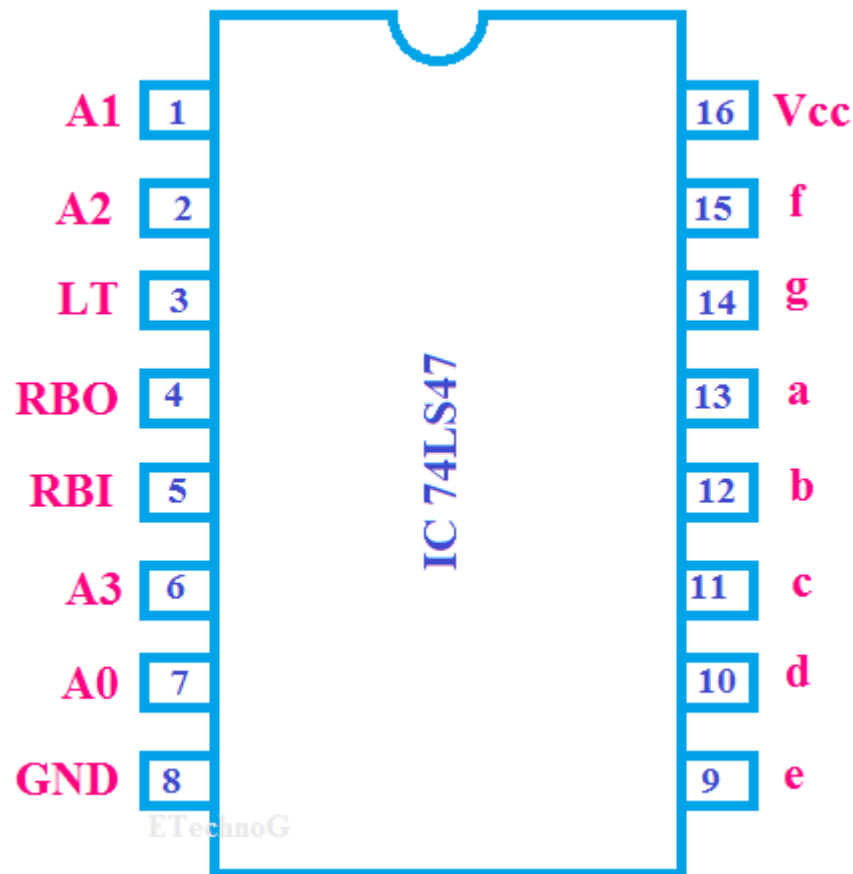 A1 1 16 Vcc
A2 2 15 f
LT 3 14 g
RBO 4 13 a
RBI 5 12 b
A3 6 11 c
A0 7 10 d
GND 8 9 e
IC 74LS47
ETechnoG